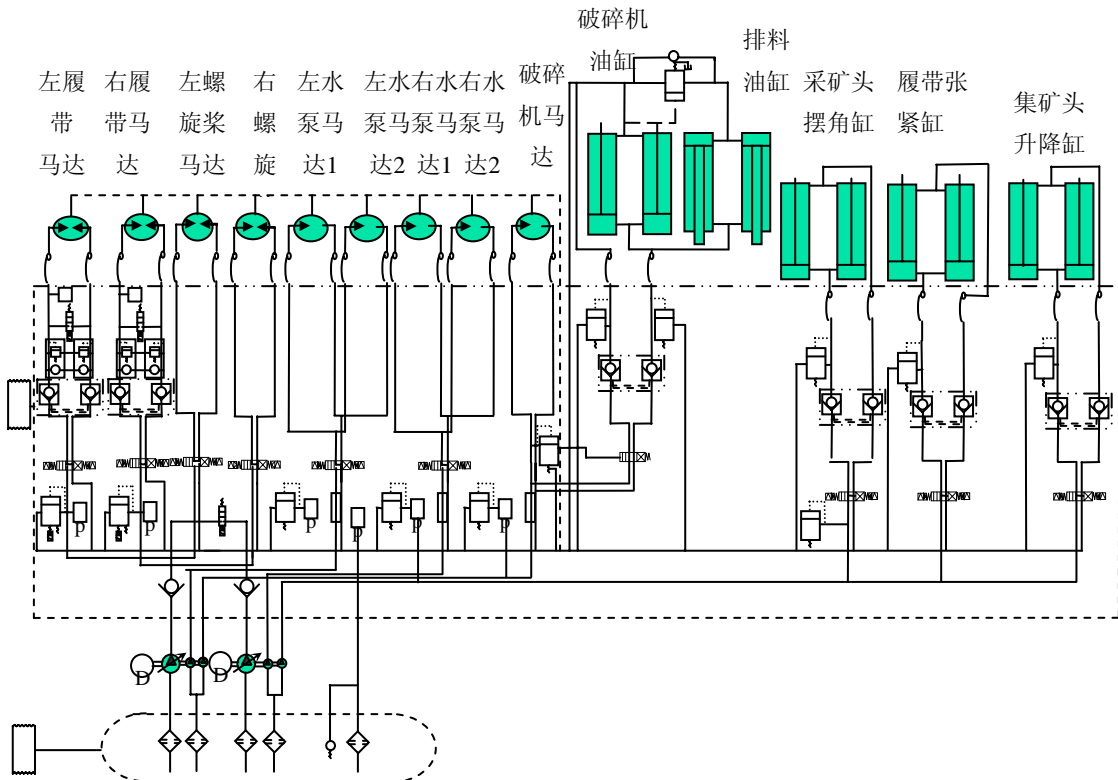 破碎机
油缸
排料
油缸
左履
带
马达
右履
带马
达
左螺
旋桨
马达
右
螺
旋
左水
泵马
达1
左水
泵马
达2
右水
泵马
达1
右水
泵马
达2
破碎
机马
达
采矿头
摆角缸
履带张
紧缸
集矿头
升降缸
p
p
p
p
p
p
D
D